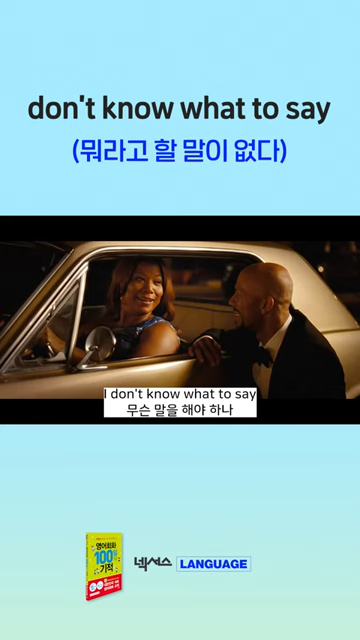 don't know what to say
(뭐라고 할 말이 없다)
I don't know what to say
무슨 말을 해야 하나
영어회화
100일의
기적
넥서스 LANGUAGE